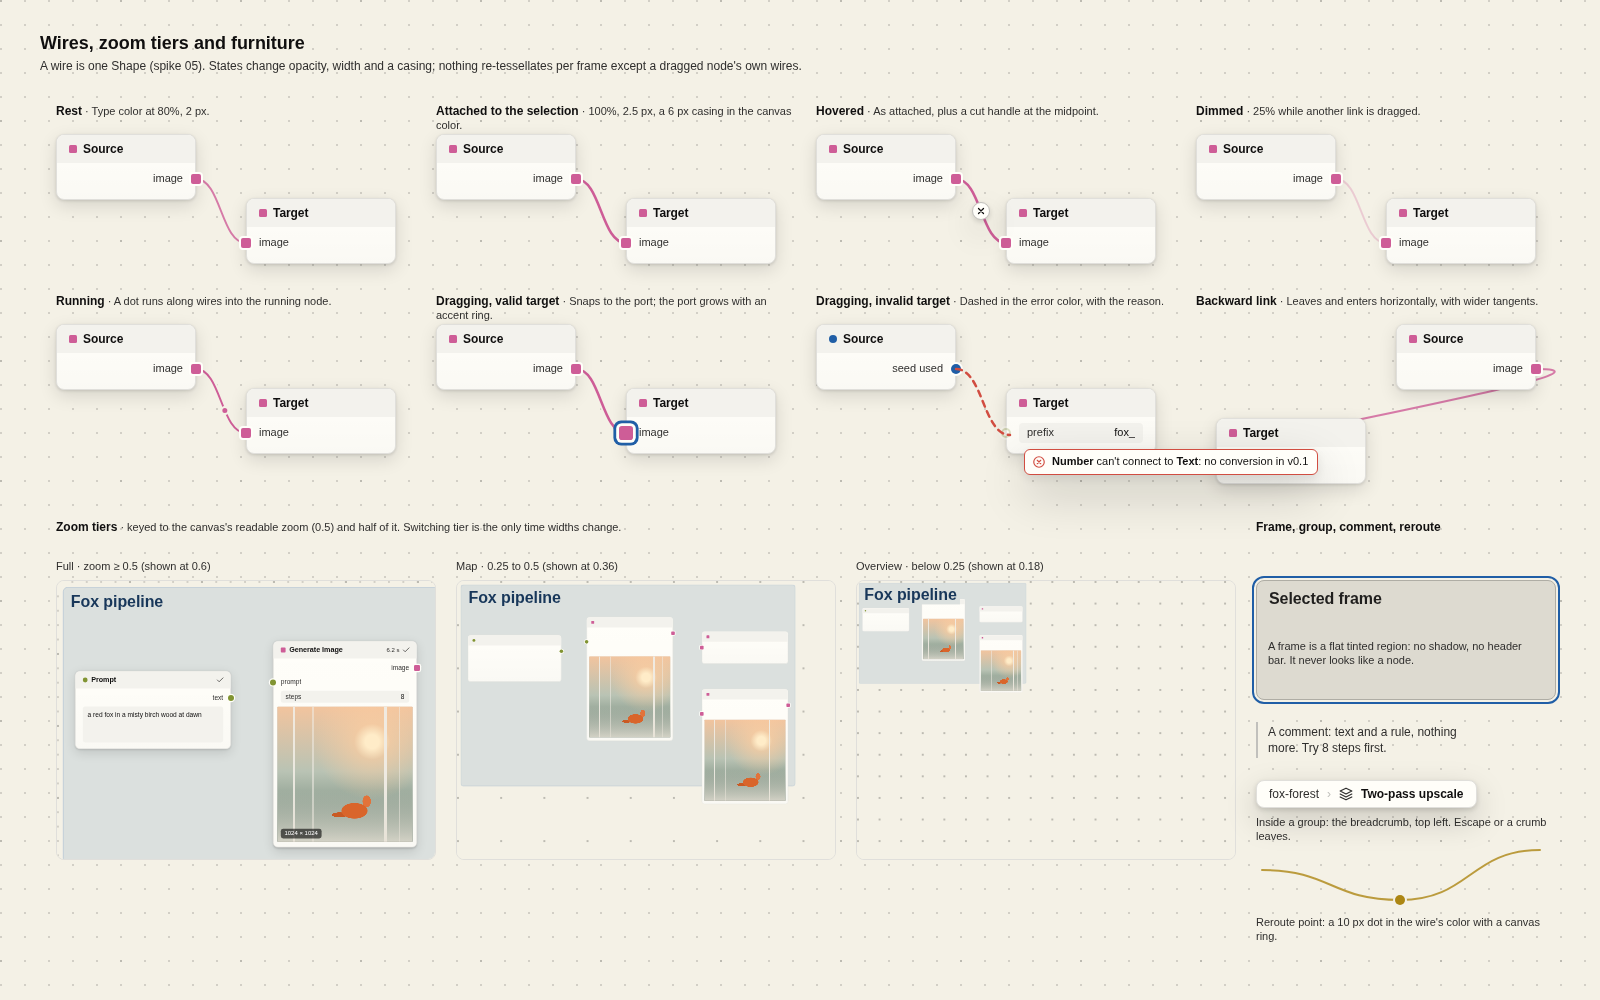 Wires, zoom tiers and furniture
A wire is one Shape (spike 05). States change opacity, width and a casing; nothing re-tessellates per frame except a dragged node's own wires.
Rest · Type color at 80%, 2 px.
Source
image
Target
image
Attached to the selection · 100%, 2.5 px, a 6 px casing in the canvas
color.
Source
image
Target
image
Hovered · As attached, plus a cut handle at the midpoint.
Source
image
Target
image
Dimmed · 25% while another link is dragged.
Source
image
Target
image
Running · A dot runs along wires into the running node.
Source
image
Target
image
Dragging, valid target · Snaps to the port; the port grows with an
accent ring.
Source
image
Target
image
Dragging, invalid target · Dashed in the error color, with the reason.
Source
seed used
Target
prefix fox_
Number can't connect to Text: no conversion in v0.1
Backward link · Leaves and enters horizontally, with wider tangents.
Source
image
Target
Zoom tiers · keyed to the canvas's readable zoom (0.5) and half of it. Switching tier is the only time widths change.
Full · zoom ≥ 0.5 (shown at 0.6)
Fox pipeline
Prompt
text
a red fox in a misty birch wood at dawn
Generate Image 6.2 s
image
prompt
steps 8
1024 × 1024
Map · 0.25 to 0.5 (shown at 0.36)
Fox pipeline
Overview · below 0.25 (shown at 0.18)
Fox pipeline
Frame, group, comment, reroute
Selected frame
A frame is a flat tinted region: no shadow, no header
bar. It never looks like a node.
A comment: text and a rule, nothing
more. Try 8 steps first.
fox-forest › Two-pass upscale
Inside a group: the breadcrumb, top left. Escape or a crumb
leaves.
Reroute point: a 10 px dot in the wire's color with a canvas
ring.